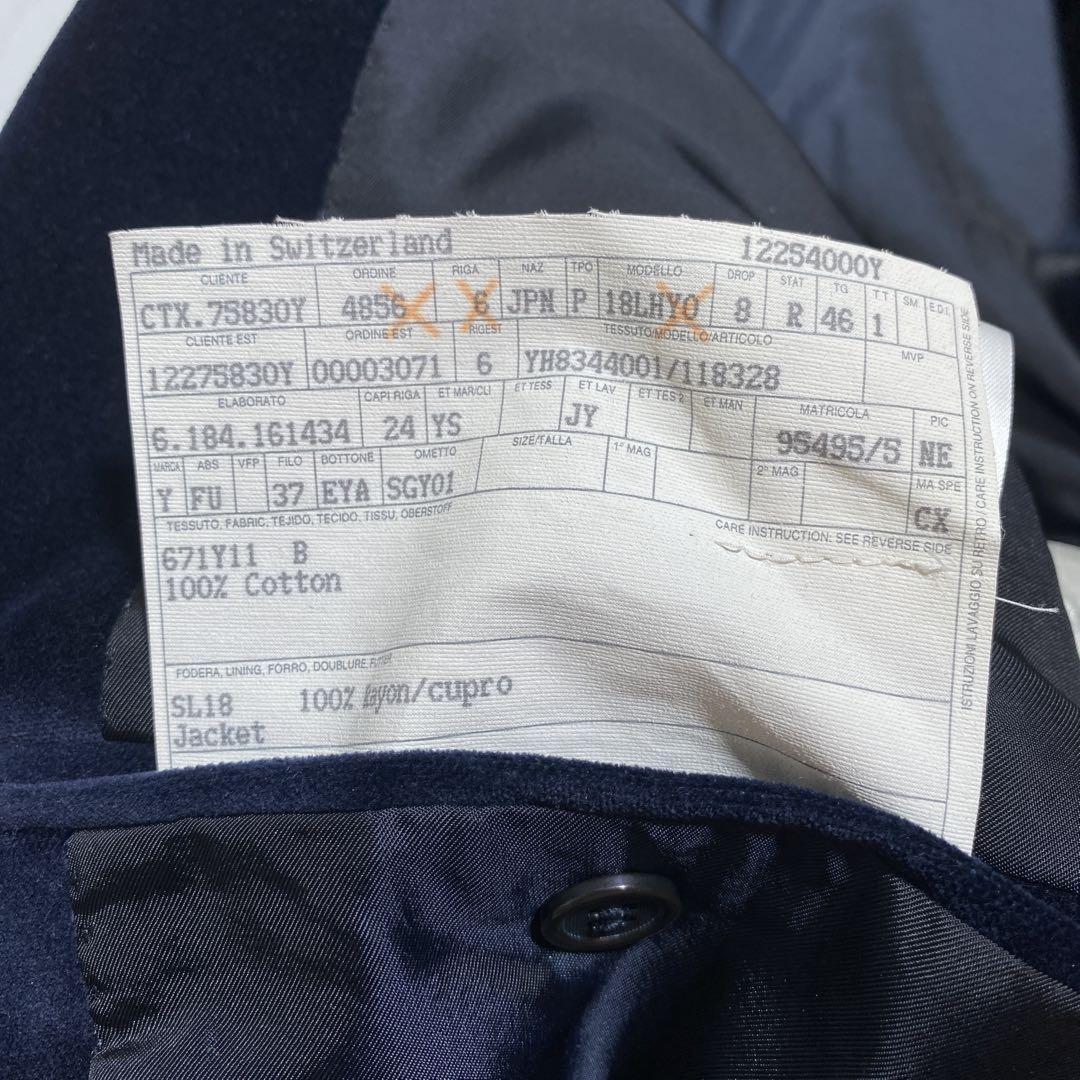 Made in Switzerland 12254000Y
CLIENTE ORDINE RIGA NAZ TPO MODELLO DROP STAT TG TT SM E.D.I.
CTX.75830Y 4856 6 JPN P 18LHYO 8 R 46 1
CLIENTE EST ORDINE EST RIGEST TESSUTO/MODELLO/ARTICOLO MVP
12275830Y 00003071 6 YH8344001/118328
ELABORATO CAPI RIGA ET MAR/CLI ET TESS ET LAV ET TES 2 ET MAN MATRICOLA PIC
6.184.161434 24 YS JY 95495/5 NE
MARCA ABS VFP FILO BOTTONE OMETTO SIZE/TALLA 1° MAG 2° MAG MA SPE
Y FU 37 EYA SGY01 CX
TESSUTO, FABRIC, TEJIDO, TECIDO, TISSU, OBERSTOFF
CARE INSTRUCTION: SEE REVERSE SIDE
671Y11 B
100% Cotton
FODERA, LINING, FORRO, DOUBLURE,
SL18 100% Rayon/cupro
Jacket
ISTRUZIONI LAVAGGIO SU RETRO / CARE INSTRUCTION ON REVERSE SIDE